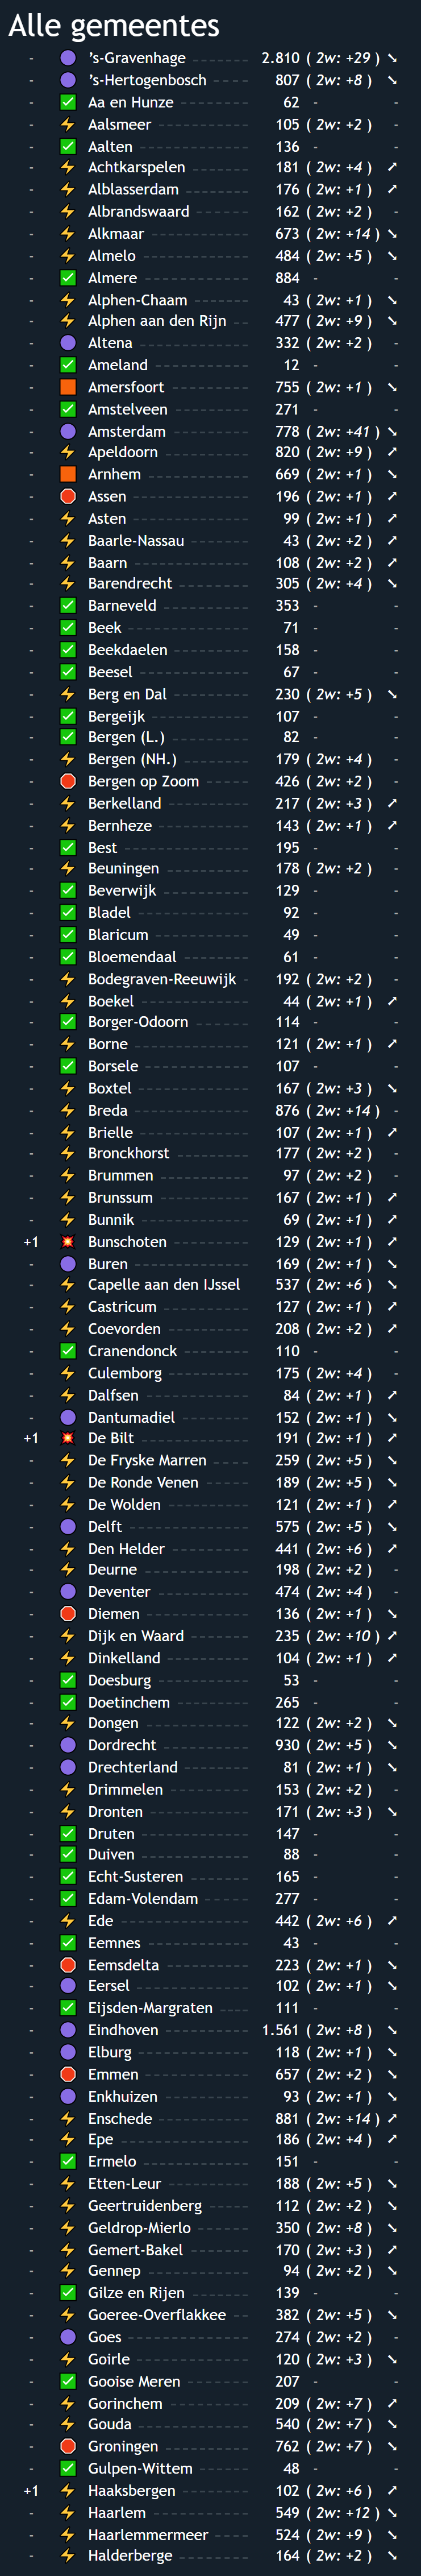 Alle gemeentes
- 's-Gravenhage 2.810 ( 2w: +29 )
- 's-Hertogenbosch 807 ( 2w: +8 )
- Aa en Hunze 62 - -
- Aalsmeer 105 ( 2w: +2 ) -
- Aalten 136 - -
- Achtkarspelen 181 ( 2w: +4 )
- Alblasserdam 176 ( 2w: +1 )
- Albrandswaard 162 ( 2w: +2 ) -
- Alkmaar 673 ( 2w: +14 )
- Almelo 484 ( 2w: +5 )
- Almere 884 - -
- Alphen-Chaam 43 ( 2w: +1 )
- Alphen aan den Rijn 477 ( 2w: +9 )
- Altena 332 ( 2w: +2 ) -
- Ameland 12 - -
- Amersfoort 755 ( 2w: +1 )
- Amstelveen 271 - -
- Amsterdam 778 ( 2w: +41 )
- Apeldoorn 820 ( 2w: +9 )
- Arnhem 669 ( 2w: +1 )
- Assen 196 ( 2w: +1 )
- Asten 99 ( 2w: +1 )
- Baarle-Nassau 43 ( 2w: +2 )
- Baarn 108 ( 2w: +2 )
- Barendrecht 305 ( 2w: +4 )
- Barneveld 353 - -
- Beek 71 - -
- Beekdaelen 158 - -
- Beesel 67 - -
- Berg en Dal 230 ( 2w: +5 )
- Bergeijk 107 - -
- Bergen (L.) 82 - -
- Bergen (NH.) 179 ( 2w: +4 ) -
- Bergen op Zoom 426 ( 2w: +2 ) -
- Berkelland 217 ( 2w: +3 )
- Bernheze 143 ( 2w: +1 )
- Best 195 - -
- Beuningen 178 ( 2w: +2 ) -
- Beverwijk 129 - -
- Bladel 92 - -
- Blaricum 49 - -
- Bloemendaal 61 - -
- Bodegraven-Reeuwijk 192 ( 2w: +2 ) -
- Boekel 44 ( 2w: +1 )
- Borger-Odoorn 114 - -
- Borne 121 ( 2w: +1 )
- Borsele 107 - -
- Boxtel 167 ( 2w: +3 )
- Breda 876 ( 2w: +14 ) -
- Brielle 107 ( 2w: +1 )
- Bronckhorst 177 ( 2w: +2 ) -
- Brummen 97 ( 2w: +2 ) -
- Brunssum 167 ( 2w: +1 )
- Bunnik 69 ( 2w: +1 )
+1 Bunschoten 129 ( 2w: +1 )
- Buren 169 ( 2w: +1 )
- Capelle aan den IJssel 537 ( 2w: +6 )
- Castricum 127 ( 2w: +1 )
- Coevorden 208 ( 2w: +2 )
- Cranendonck 110 - -
- Culemborg 175 ( 2w: +4 ) -
- Dalfsen 84 ( 2w: +1 )
- Dantumadiel 152 ( 2w: +1 )
+1 De Bilt 191 ( 2w: +1 )
- De Fryske Marren 259 ( 2w: +5 )
- De Ronde Venen 189 ( 2w: +5 )
- De Wolden 121 ( 2w: +1 )
- Delft 575 ( 2w: +5 )
- Den Helder 441 ( 2w: +6 )
- Deurne 198 ( 2w: +2 ) -
- Deventer 474 ( 2w: +4 ) -
- Diemen 136 ( 2w: +1 )
- Dijk en Waard 235 ( 2w: +10 )
- Dinkelland 104 ( 2w: +1 )
- Doesburg 53 - -
- Doetinchem 265 - -
- Dongen 122 ( 2w: +2 )
- Dordrecht 930 ( 2w: +5 )
- Drechterland 81 ( 2w: +1 )
- Drimmelen 153 ( 2w: +2 ) -
- Dronten 171 ( 2w: +3 )
- Druten 147 - -
- Duiven 88 - -
- Echt-Susteren 165 - -
- Edam-Volendam 277 - -
- Ede 442 ( 2w: +6 )
- Eemnes 43 - -
- Eemsdelta 223 ( 2w: +1 )
- Eersel 102 ( 2w: +1 )
- Eijsden-Margraten 111 - -
- Eindhoven 1.561 ( 2w: +8 )
- Elburg 118 ( 2w: +1 )
- Emmen 657 ( 2w: +2 )
- Enkhuizen 93 ( 2w: +1 )
- Enschede 881 ( 2w: +14 )
- Epe 186 ( 2w: +4 )
- Ermelo 151 - -
- Etten-Leur 188 ( 2w: +5 )
- Geertruidenberg 112 ( 2w: +2 )
- Geldrop-Mierlo 350 ( 2w: +8 )
- Gemert-Bakel 170 ( 2w: +3 )
- Gennep 94 ( 2w: +2 )
- Gilze en Rijen 139 - -
- Goeree-Overflakkee 382 ( 2w: +5 )
- Goes 274 ( 2w: +2 ) -
- Goirle 120 ( 2w: +3 )
- Gooise Meren 207 - -
- Gorinchem 209 ( 2w: +7 )
- Gouda 540 ( 2w: +7 )
- Groningen 762 ( 2w: +7 )
- Gulpen-Wittem 48 - -
+1 Haaksbergen 102 ( 2w: +6 )
- Haarlem 549 ( 2w: +12 )
- Haarlemmermeer 524 ( 2w: +9 )
- Halderberge 164 ( 2w: +2 )